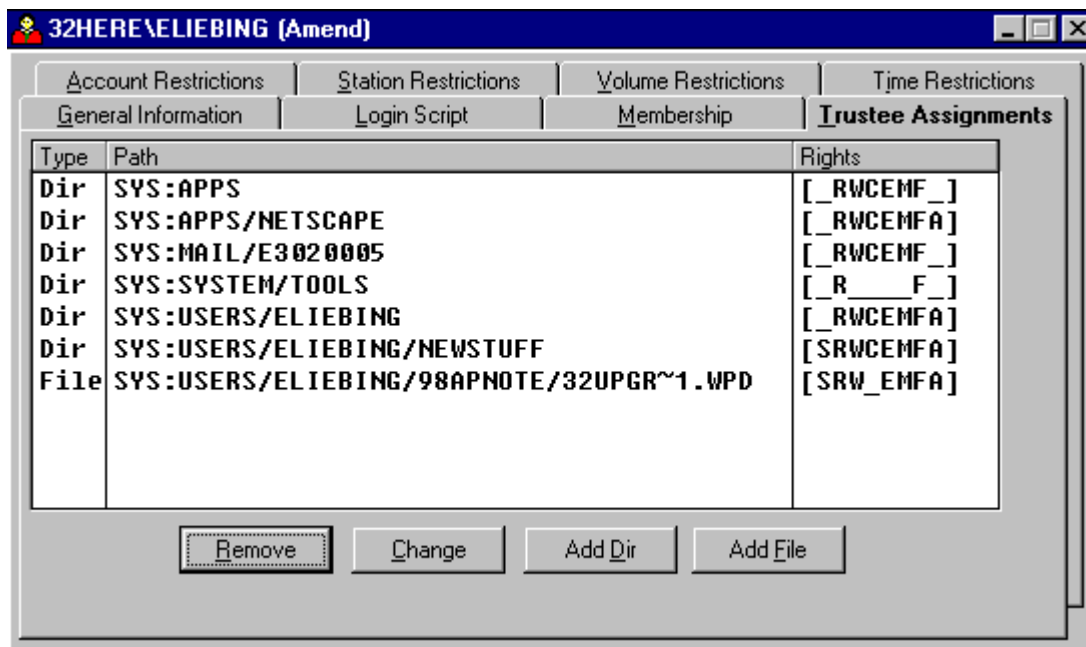 32HERE\ELIEBING (Amend)
Account Restrictions Station Restrictions Volume Restrictions Time Restrictions
General Information Login Script Membership Trustee Assignments
Type Path Rights
Dir SYS:APPS [_RWCEMF_]
Dir SYS:APPS/NETSCAPE [_RWCEMFA]
Dir SYS:MAIL/E3020005 [_RWCEMF_]
Dir SYS:SYSTEM/TOOLS [_R____F_]
Dir SYS:USERS/ELIEBING [_RWCEMFA]
Dir SYS:USERS/ELIEBING/NEWSTUFF [SRWCEMFA]
File SYS:USERS/ELIEBING/98APNOTE/32UPGR~1.WPD [SRW_EMFA]
Remove Change Add Dir Add File